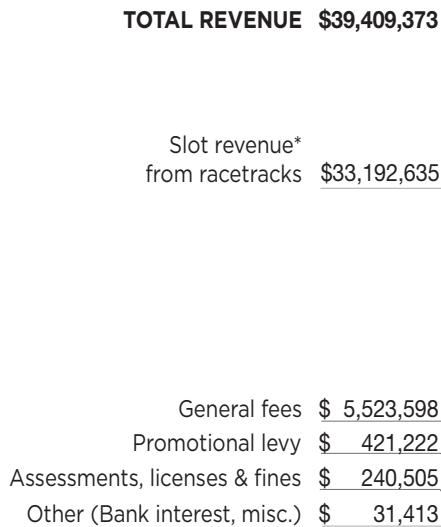 TOTAL REVENUE $39,409,373
Slot revenue*
from racetracks $33,192,635
General fees $ 5,523,598
Promotional levy $ 421,222
Assessments, licenses & fines $ 240,505
Other (Bank interest, misc.) $ 31,413